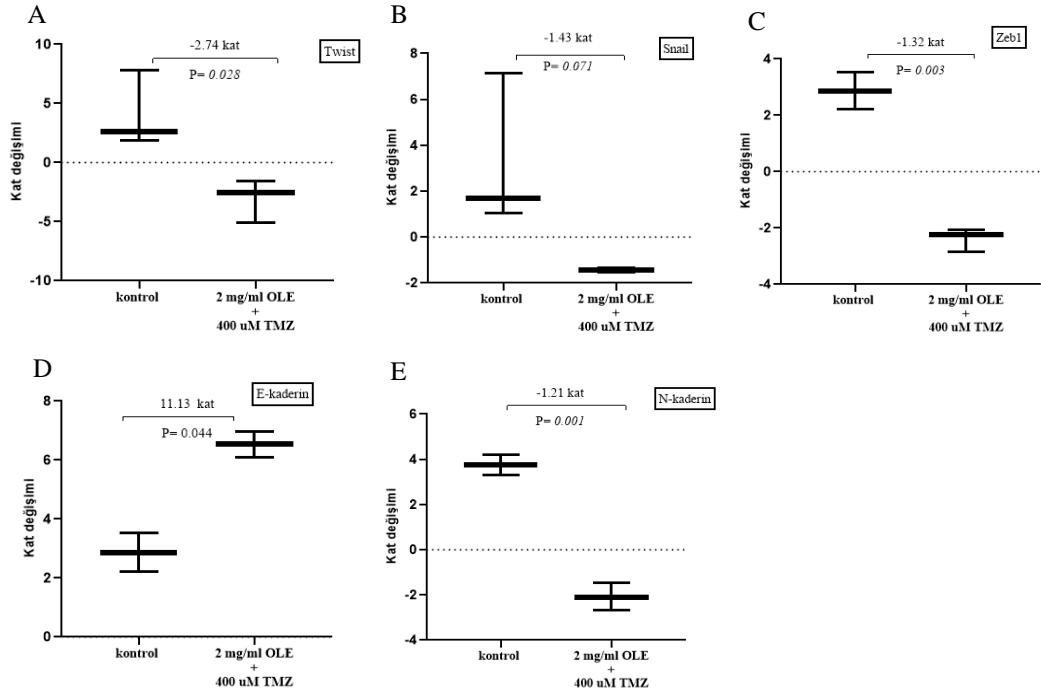 A
-2.74 kat
Twist
P= 0.028
Kat değişimi
10
5
0
-5
-10
kontrol
2 mg/ml OLE
+
400 uM TMZ
B
-1.43 kat
Snail
P= 0.071
Kat değişimi
8
6
4
2
0
-2
kontrol
2 mg/ml OLE
+
400 uM TMZ
C
-1.32 kat
Zeb1
P= 0.003
Kat değişimi
4
2
0
-2
-4
kontrol
2 mg/ml OLE
+
400 uM TMZ
D
11.13 kat
E-kaderin
P= 0.044
Kat değişimi
8
6
4
2
0
kontrol
2 mg/ml OLE
+
400 uM TMZ
E
-1.21 kat
N-kaderin
P= 0.001
Kat değişimi
6
4
2
0
-2
-4
kontrol
2 mg/ml OLE
+
400 uM TMZ